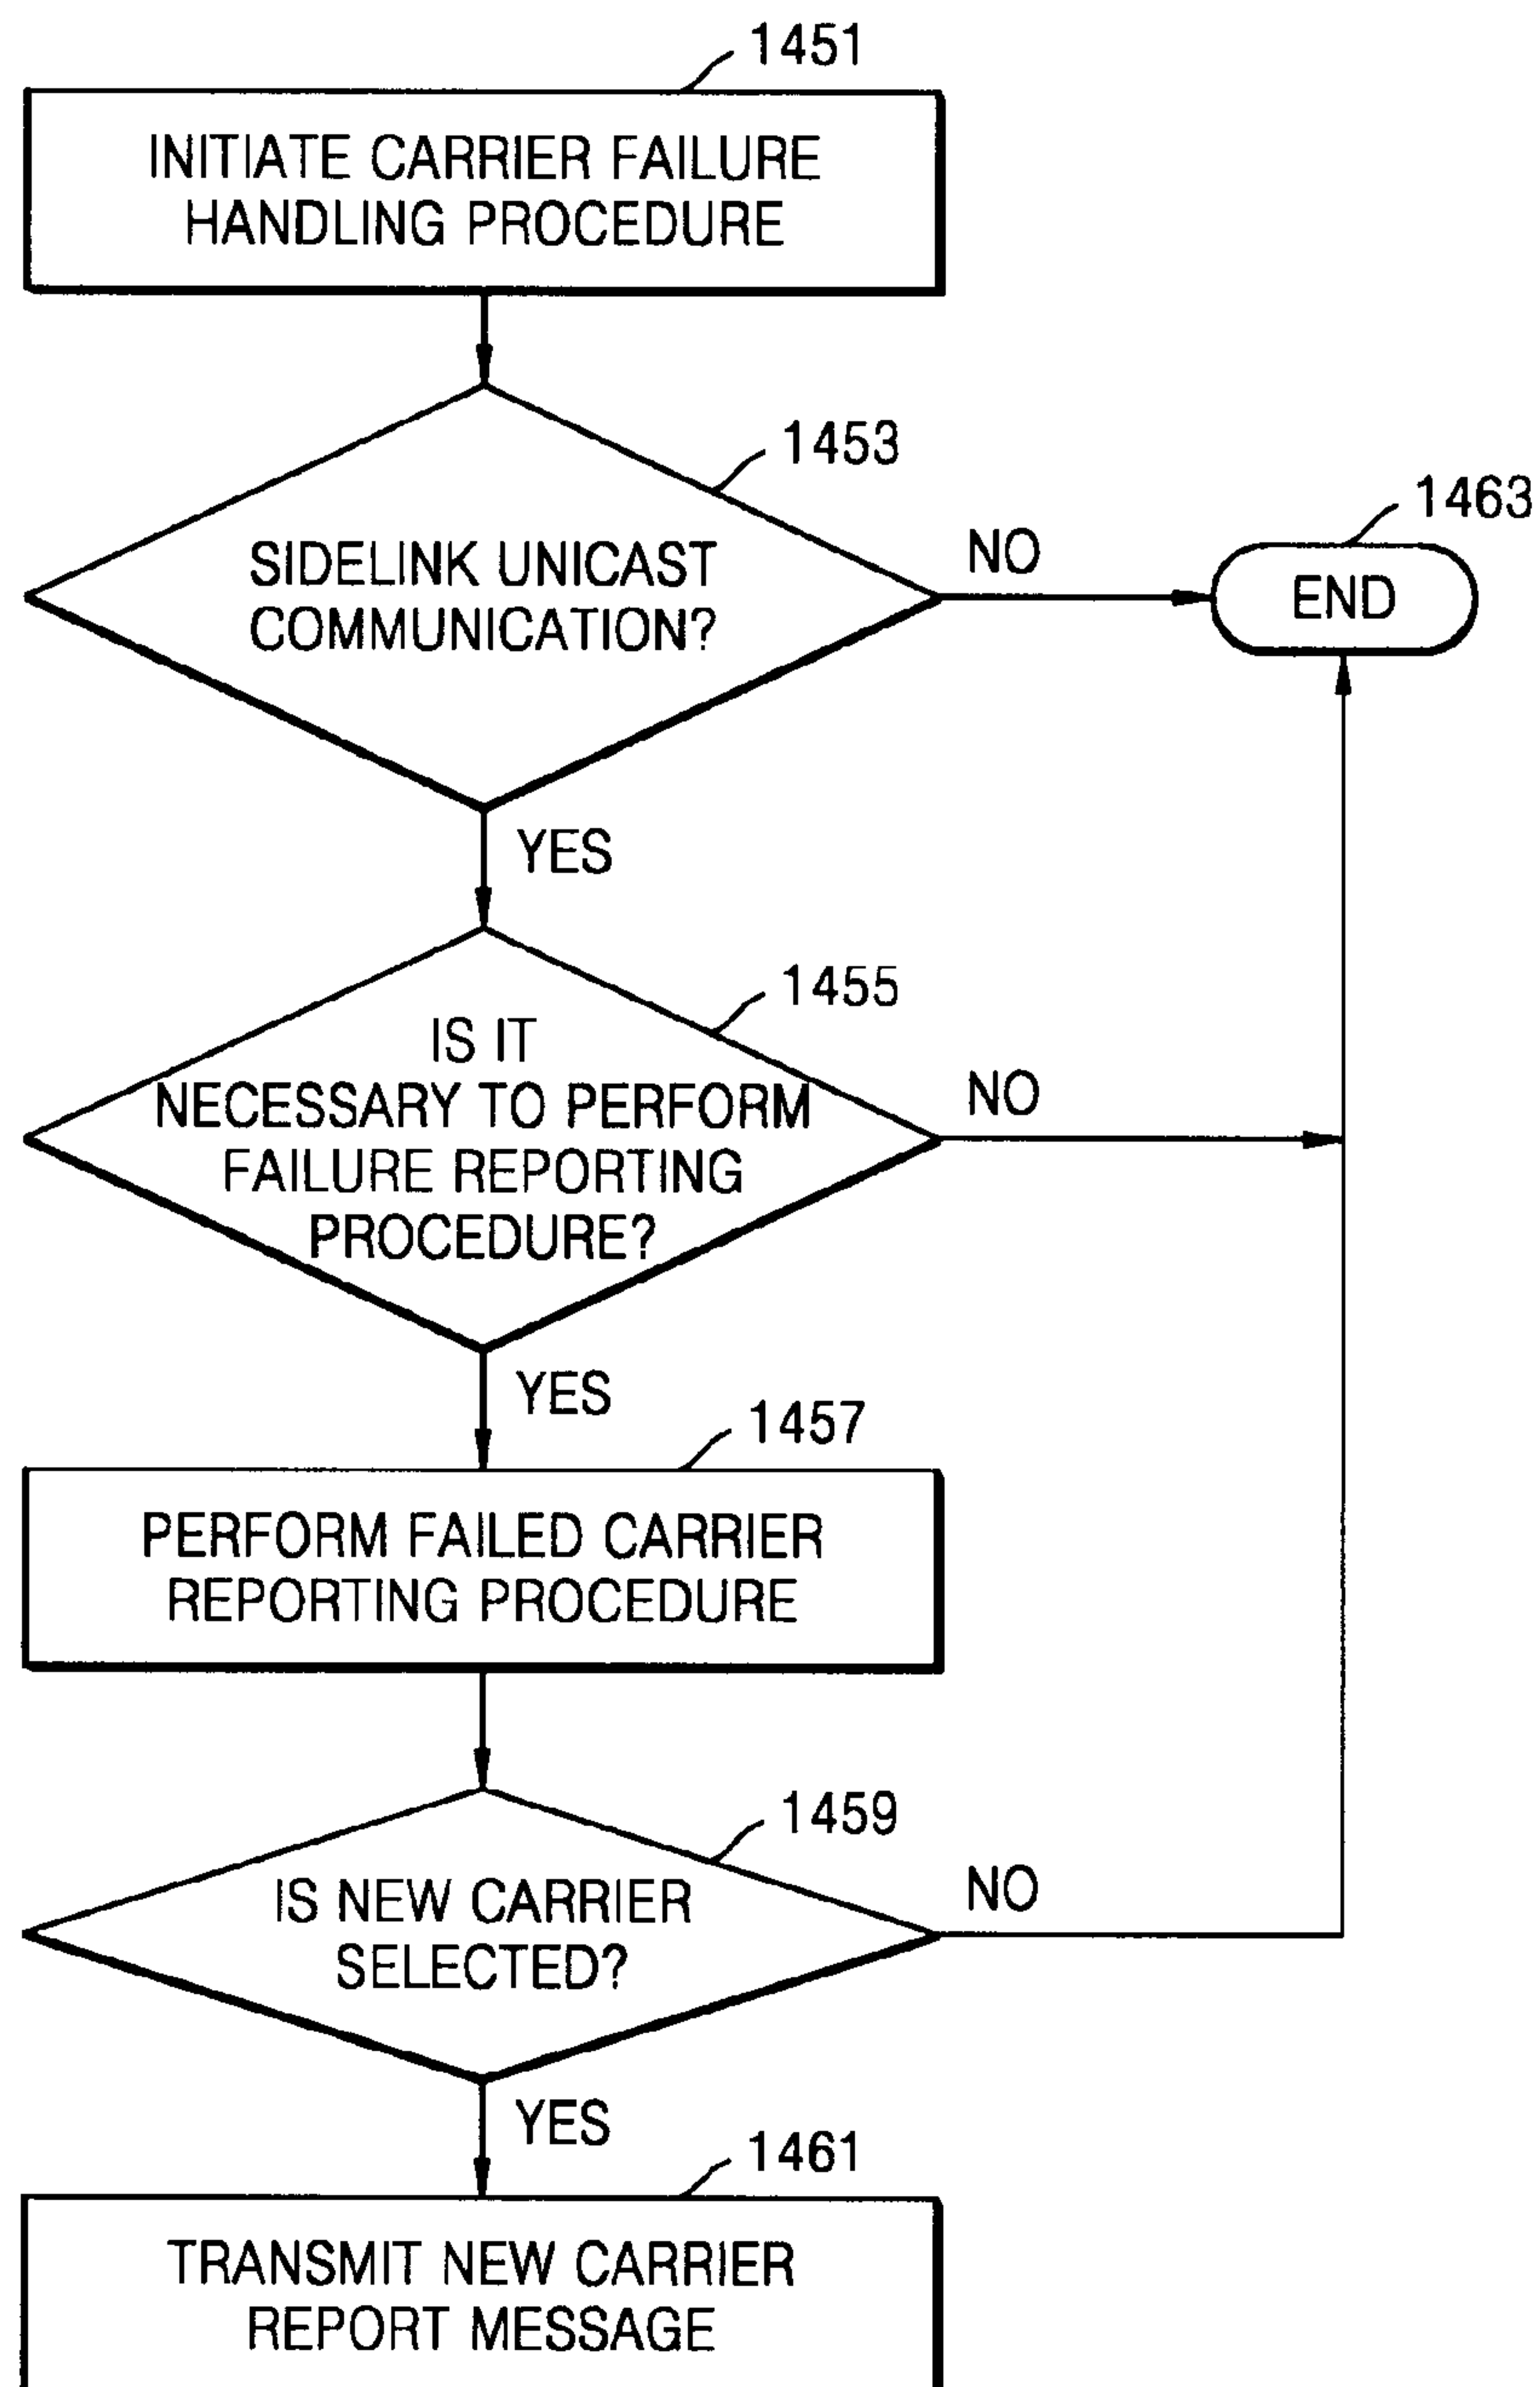 1451
INITIATE CARRIER FAILURE
HANDLING PROCEDURE
1453
SIDELINK UNICAST
COMMUNICATION?
NO
1463
END
YES
1455
IS IT
NECESSARY TO PERFORM
FAILURE REPORTING
PROCEDURE?
NO
YES
1457
PERFORM FAILED CARRIER
REPORTING PROCEDURE
1459
IS NEW CARRIER
SELECTED?
NO
YES
1461
TRANSMIT NEW CARRIER
REPORT MESSAGE